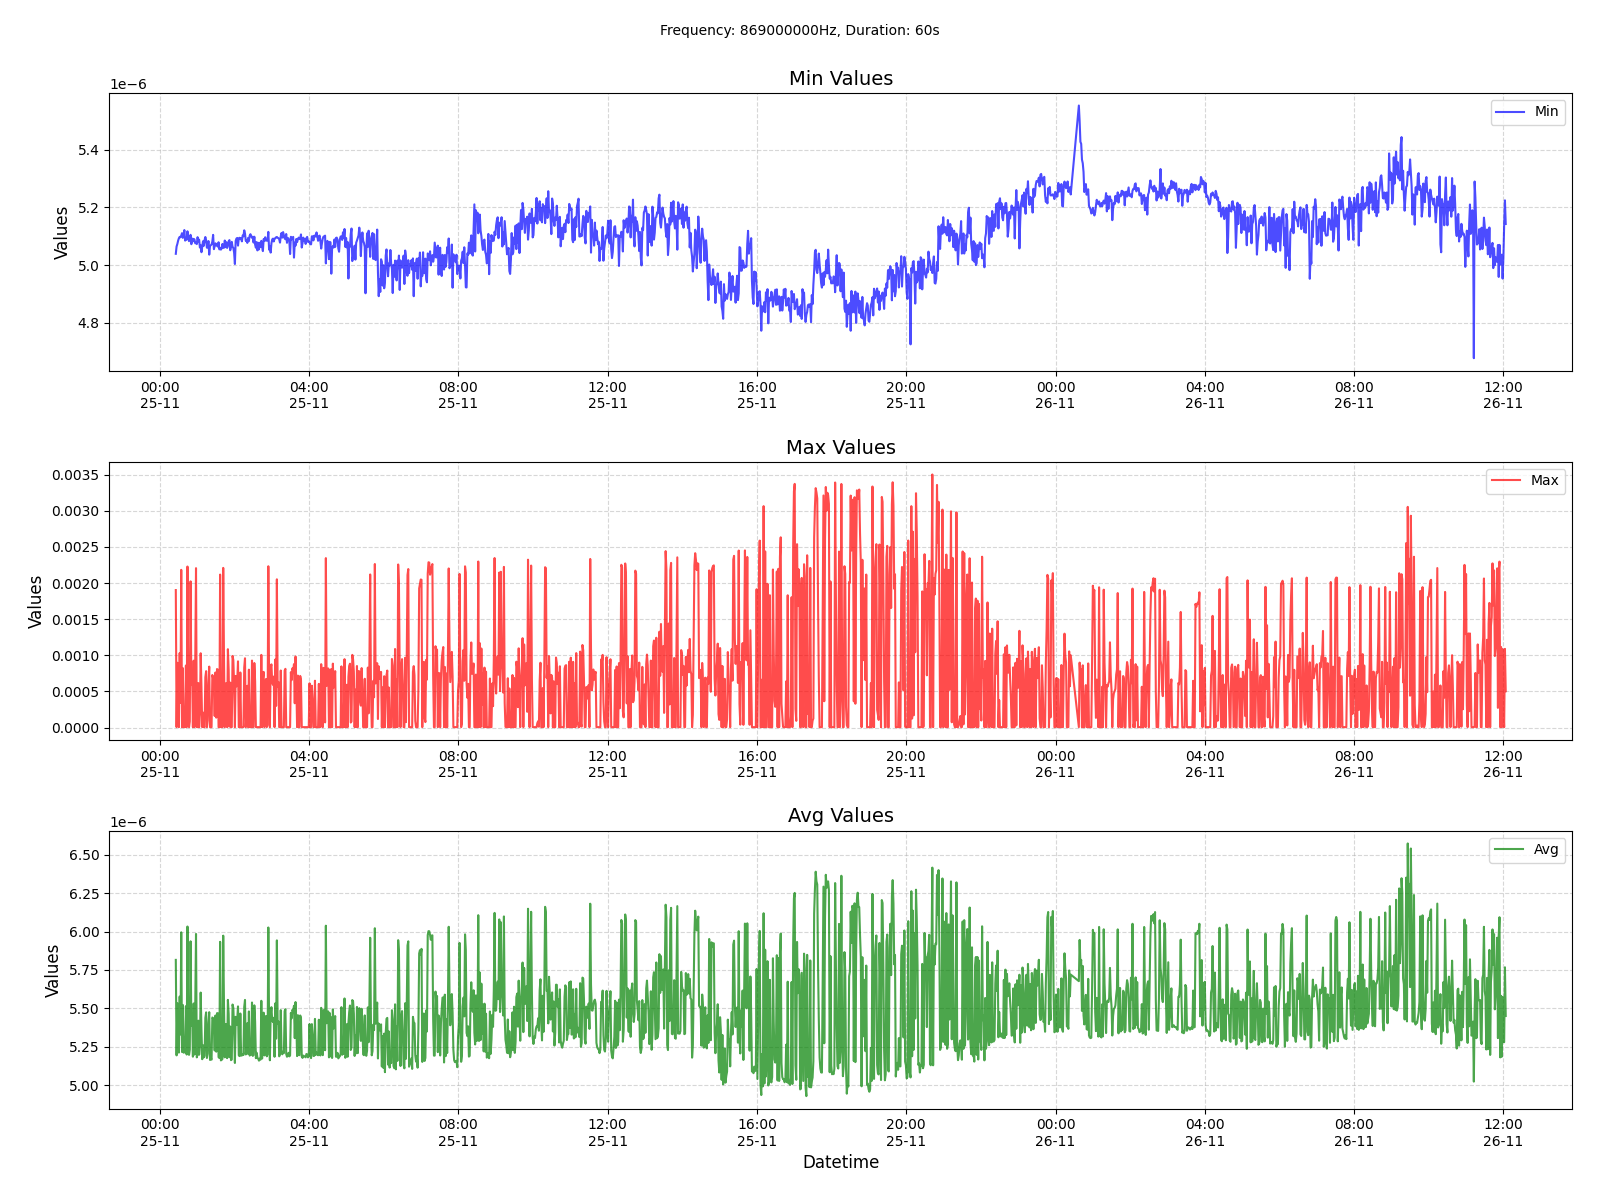 Frequency: 869000000Hz, Duration: 60s
Min Values
1e−6
Min
Values
5.4
5.2
5.0
4.8
00:00 04:00 08:00 12:00 16:00 20:00 00:00 04:00 08:00 12:00
25-11 25-11 25-11 25-11 25-11 25-11 26-11 26-11 26-11 26-11
Max Values
Max
Values
0.0035
0.0030
0.0025
0.0020
0.0015
0.0010
0.0005
0.0000
00:00 04:00 08:00 12:00 16:00 20:00 00:00 04:00 08:00 12:00
25-11 25-11 25-11 25-11 25-11 25-11 26-11 26-11 26-11 26-11
Avg Values
1e−6
Avg
Values
6.50
6.25
6.00
5.75
5.50
5.25
5.00
00:00 04:00 08:00 12:00 16:00 20:00 00:00 04:00 08:00 12:00
25-11 25-11 25-11 25-11 25-11 25-11 26-11 26-11 26-11 26-11
Datetime